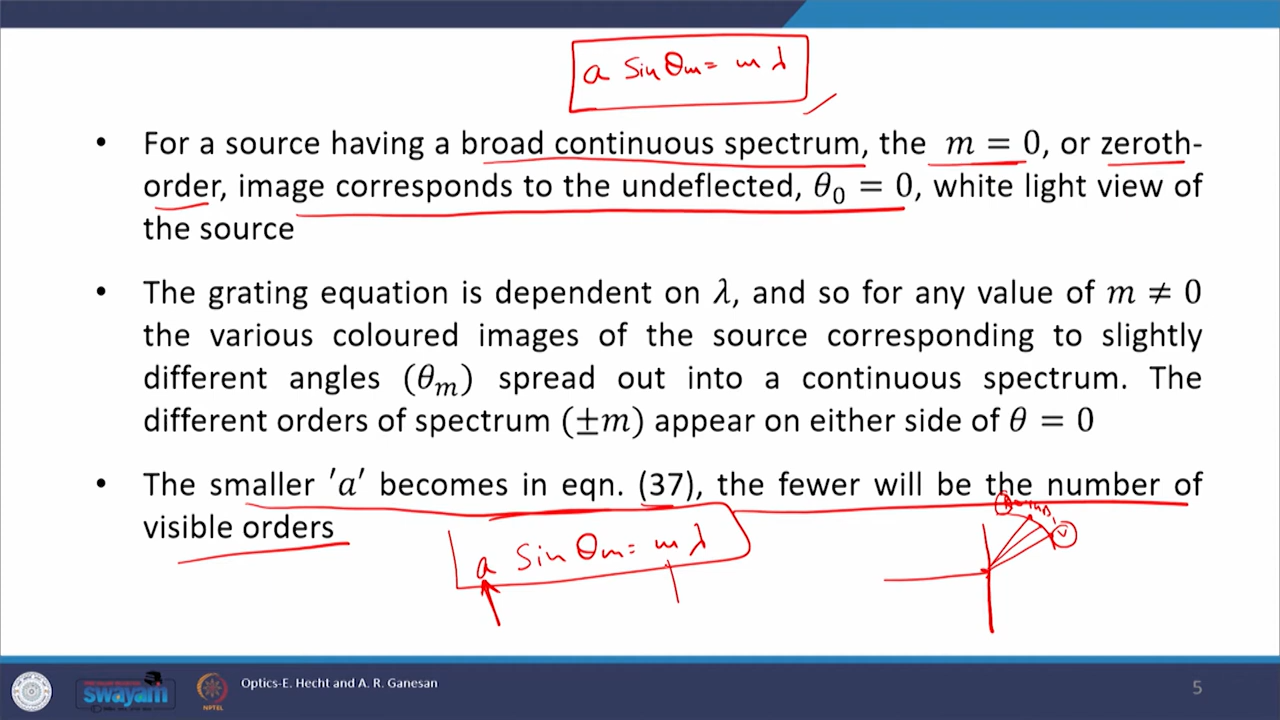 a sin θm = m λ
• For a source having a broad continuous spectrum, the m = 0, or zeroth-
order, image corresponds to the undeflected, θ₀ = 0, white light view of
the source
• The grating equation is dependent on λ, and so for any value of m ≠ 0
the various coloured images of the source corresponding to slightly
different angles (θₘ) spread out into a continuous spectrum. The
different orders of spectrum (±m) appear on either side of θ = 0
• The smaller 'a' becomes in eqn. (37), the fewer will be the number of
visible orders
a sin θm = m λ
R
V
swayam
NPTEL
Optics-E. Hecht and A. R. Ganesan
5